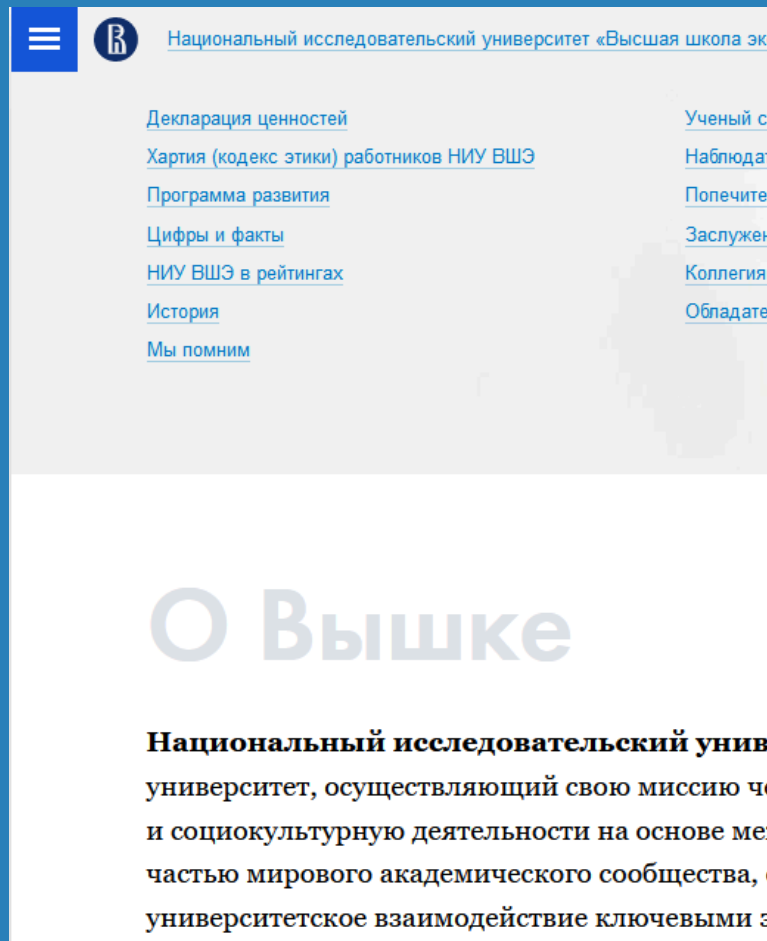 Национальный исследовательский университет «Высшая школа эк
Декларация ценностей
Хартия (кодекс этики) работников НИУ ВШЭ
Программа развития
Цифры и факты
НИУ ВШЭ в рейтингах
История
Мы помним
Ученый с
Наблюдат
Попечите
Заслужен
Коллегия
Обладате
О Вышке
Национальный исследовательский унив
университет, осуществляющий свою миссию че
и социокультурную деятельности на основе ме
частью мирового академического сообщества,
университетское взаимодействие ключевыми э